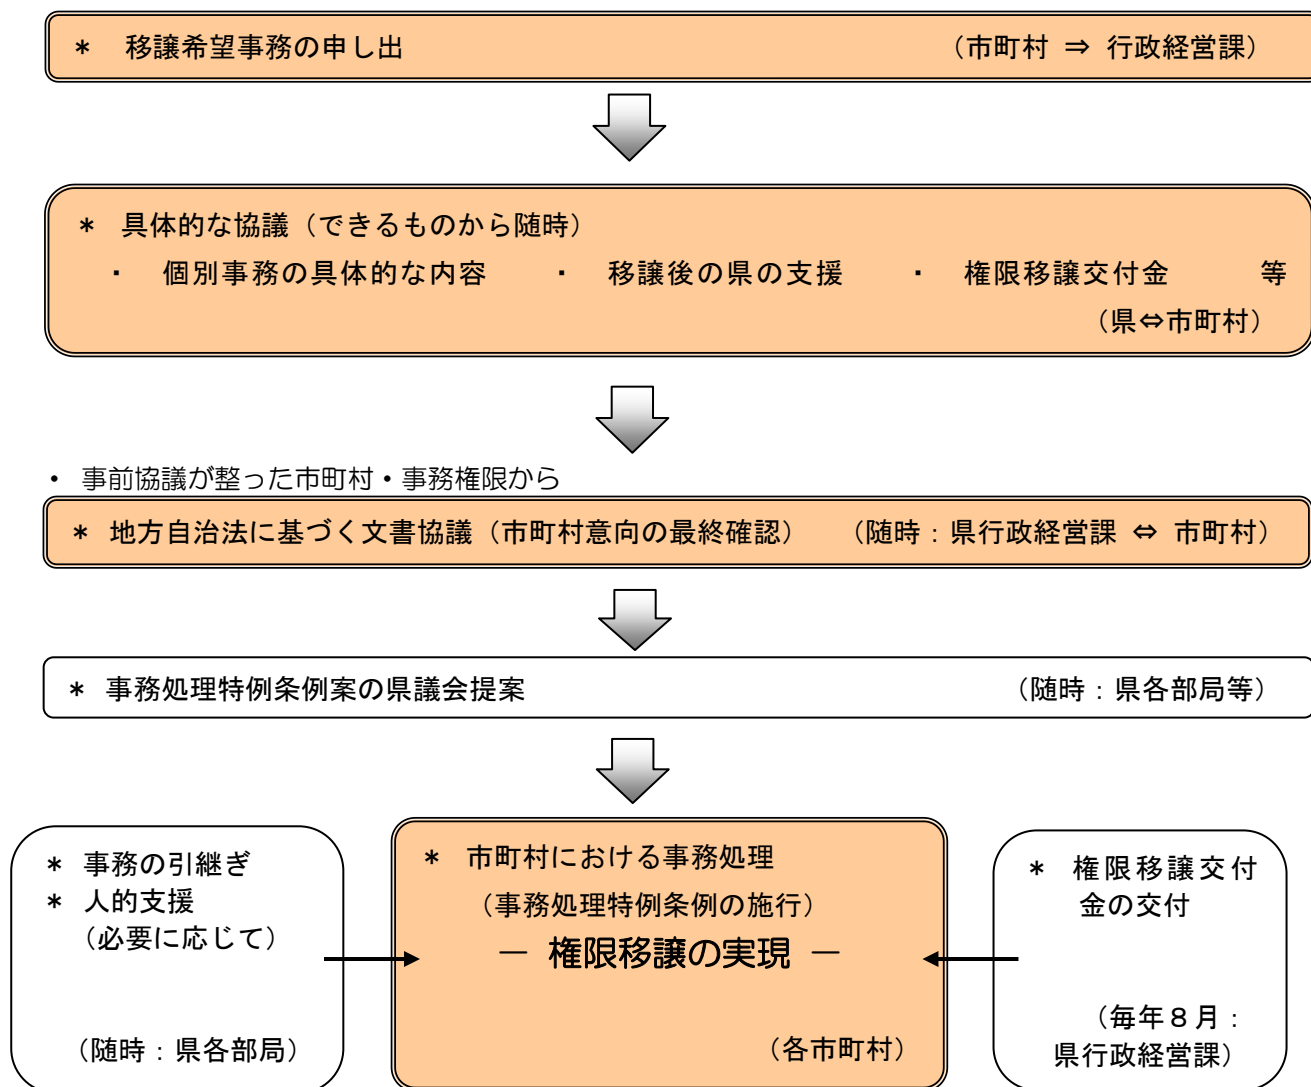 * 移譲希望事務の申し出 （市町村 ⇒ 行政経営課）
* 具体的な協議（できるものから随時）
・ 個別事務の具体的な内容 ・ 移譲後の県の支援 ・ 権限移譲交付金 等
（県⇔市町村）
・ 事前協議が整った市町村・事務権限から
* 地方自治法に基づく文書協議（市町村意向の最終確認） （随時：県行政経営課 ⇔ 市町村）
* 事務処理特例条例案の県議会提案 （随時：県各部局等）
* 事務の引継ぎ
* 人的支援
（必要に応じて）
（随時：県各部局）
* 市町村における事務処理
（事務処理特例条例の施行）
－ 権限移譲の実現 －
（各市町村）
* 権限移譲交付
金の交付
（毎年８月：
県行政経営課）